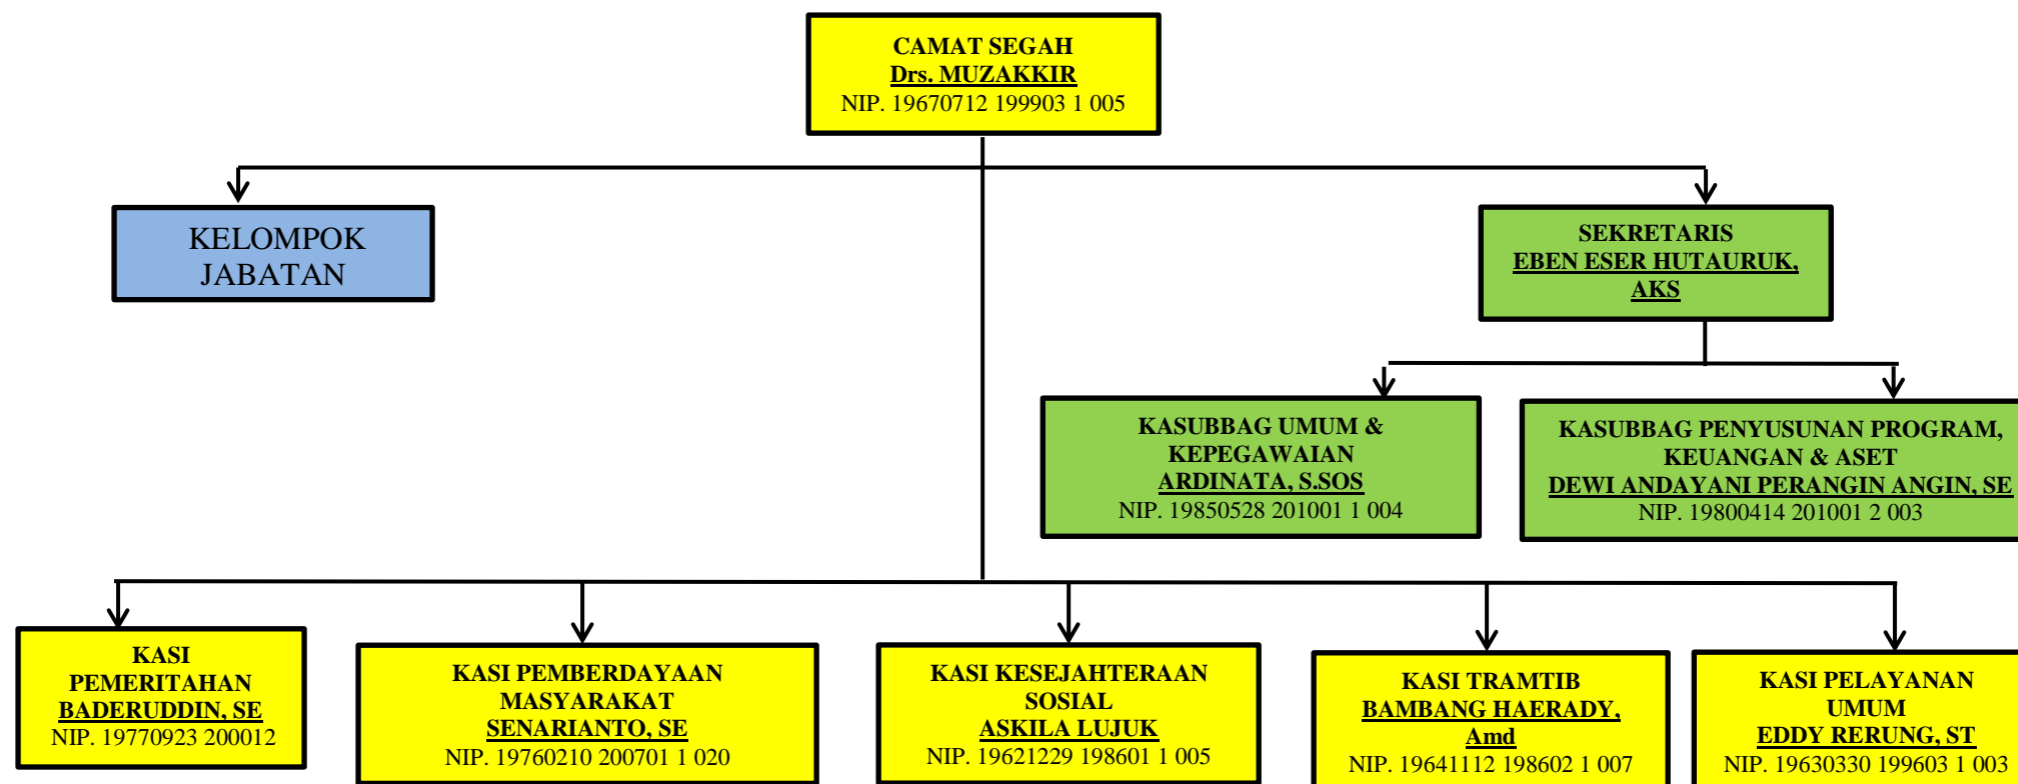 CAMAT SEGAH
Drs. MUZAKKIR
NIP. 19670712 199903 1 005
KELOMPOK
JABATAN
SEKRETARIS
EBEN ESER HUTAURUK,
AKS
KASUBBAG UMUM &
KEPEGAWAIAN
ARDINATA, S.SOS
NIP. 19850528 201001 1 004
KASUBBAG PENYUSUNAN PROGRAM,
KEUANGAN & ASET
DEWI ANDAYANI PERANGIN ANGIN, SE
NIP. 19800414 201001 2 003
KASI
PEMERITAHAN
BADERUDDIN, SE
NIP. 19770923 200012
KASI PEMBERDAYAAN
MASYARAKAT
SENARIANTO, SE
NIP. 19760210 200701 1 020
KASI KESEJAHTERAAN
SOSIAL
ASKILA LUJUK
NIP. 19621229 198601 1 005
KASI TRAMTIB
BAMBANG HAERADY,
Amd
NIP. 19641112 198602 1 007
KASI PELAYANAN
UMUM
EDDY RERUNG, ST
NIP. 19630330 199603 1 003